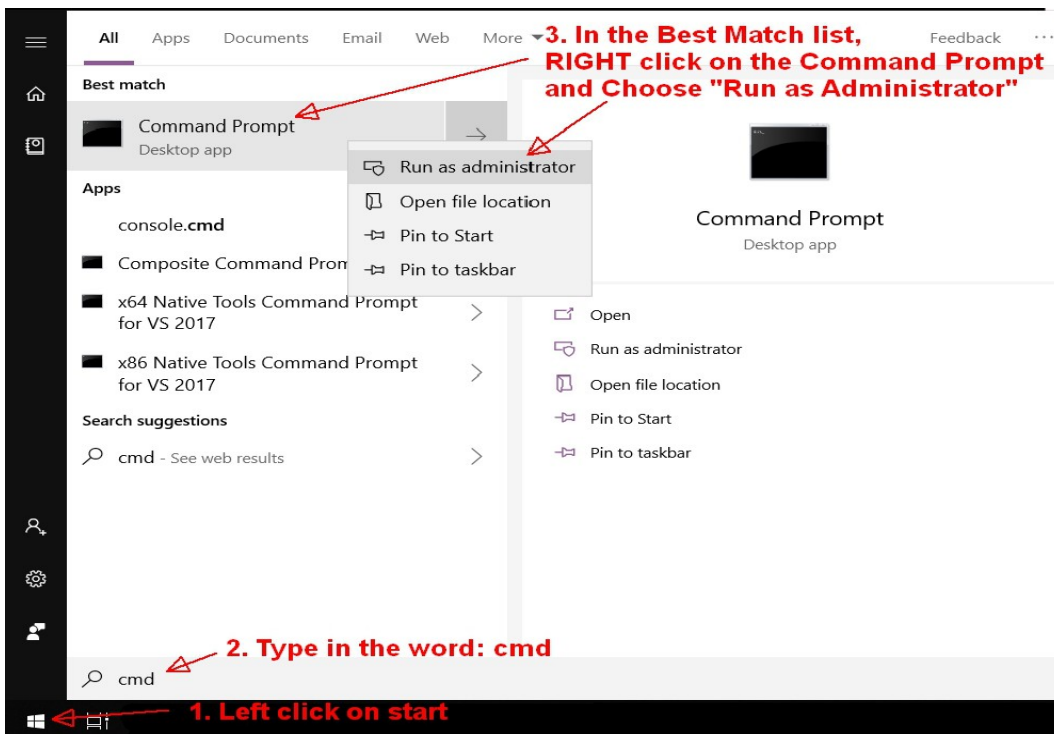 All Apps Documents Email Web More Feedback ...
3. In the Best Match list,
RIGHT click on the Command Prompt
and Choose "Run as Administrator"
Best match
Command Prompt
Desktop app
Run as administrator
Open file location
Pin to Start
Pin to taskbar
Apps
console.cmd
Composite Command Prom
x64 Native Tools Command Prompt
for VS 2017
x86 Native Tools Command Prompt
for VS 2017
Search suggestions
cmd - See web results
Command Prompt
Desktop app
Open
Run as administrator
Open file location
Pin to Start
Pin to taskbar
2. Type in the word: cmd
cmd
1. Left click on start